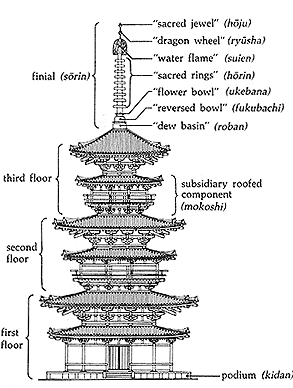 "sacred jewel" (hōju)
"dragon wheel" (ryūsha)
"water flame" (suien)
finial (sōrin)
"sacred rings" (hōrin)
"flower bowl" (ukebana)
"reversed bowl" (fukubachi)
"dew basin" (roban)
third floor
subsidiary roofed
component
(mokoshi)
second
floor
first
floor
podium (kidan)